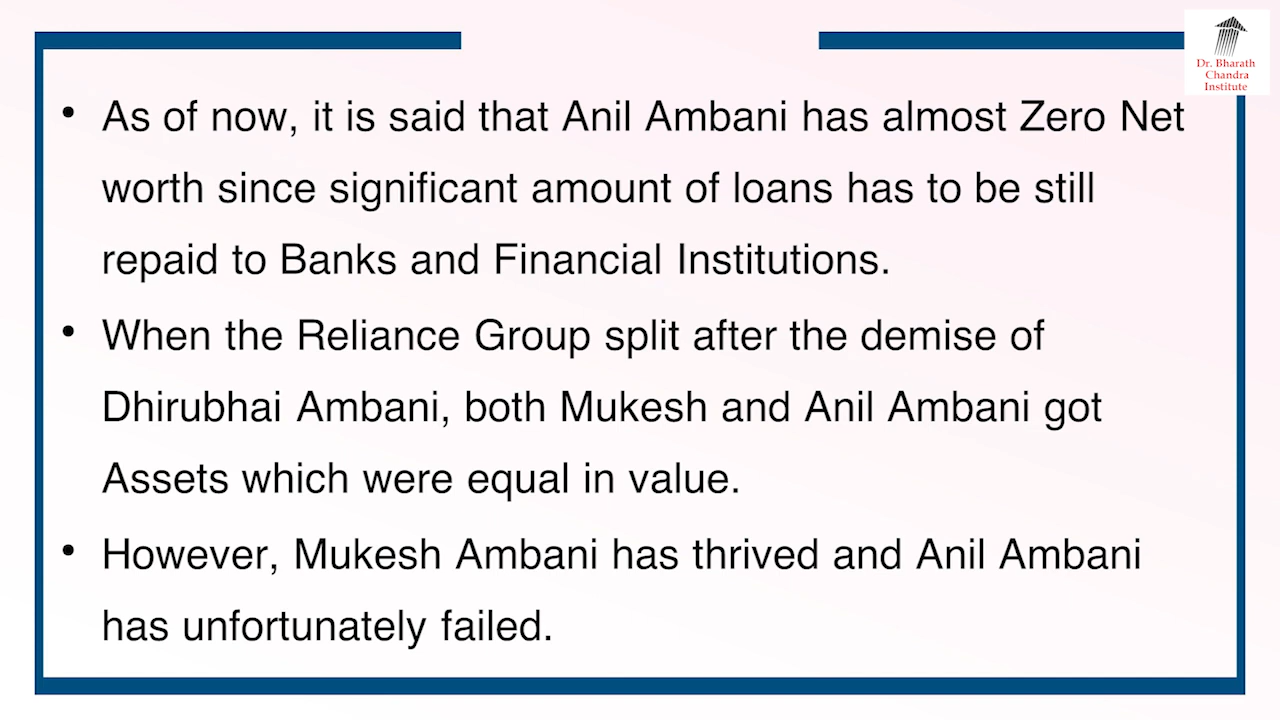 Dr. Bharath
Chandra
Institute
• As of now, it is said that Anil Ambani has almost Zero Net
worth since significant amount of loans has to be still
repaid to Banks and Financial Institutions.
• When the Reliance Group split after the demise of
Dhirubhai Ambani, both Mukesh and Anil Ambani got
Assets which were equal in value.
• However, Mukesh Ambani has thrived and Anil Ambani
has unfortunately failed.